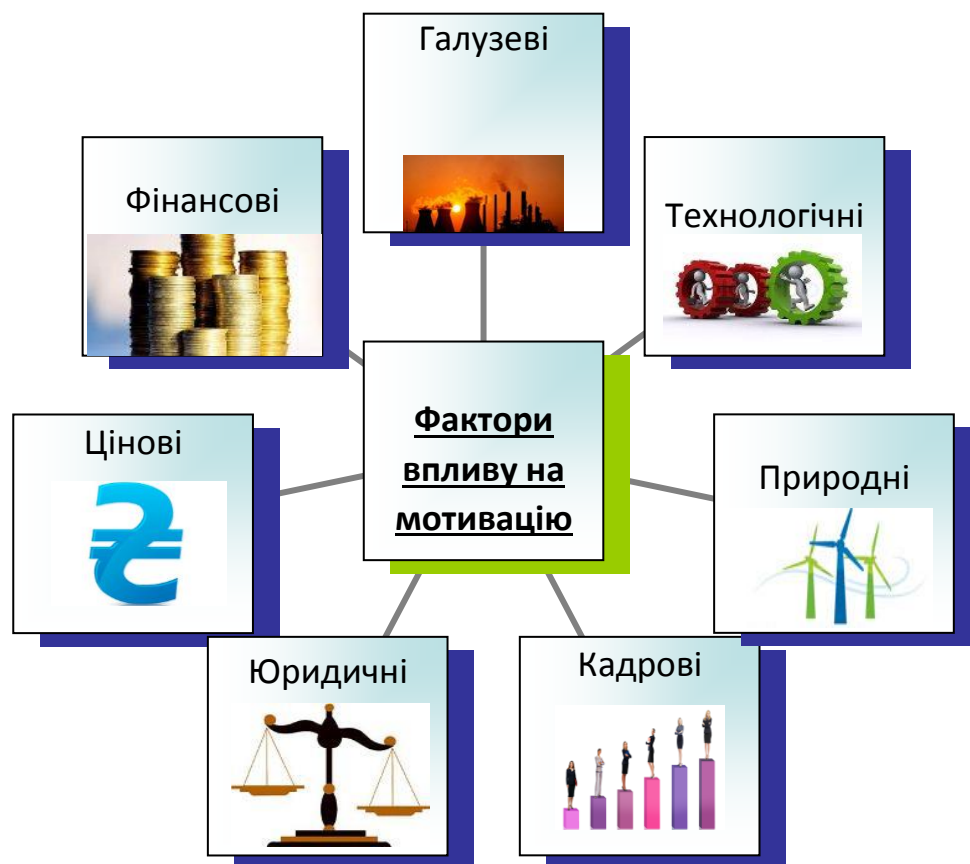 Галузеві
Фінансові
Технологічні
Фактори
впливу на
мотивацію
Цінові
Природні
Юридичні
Кадрові